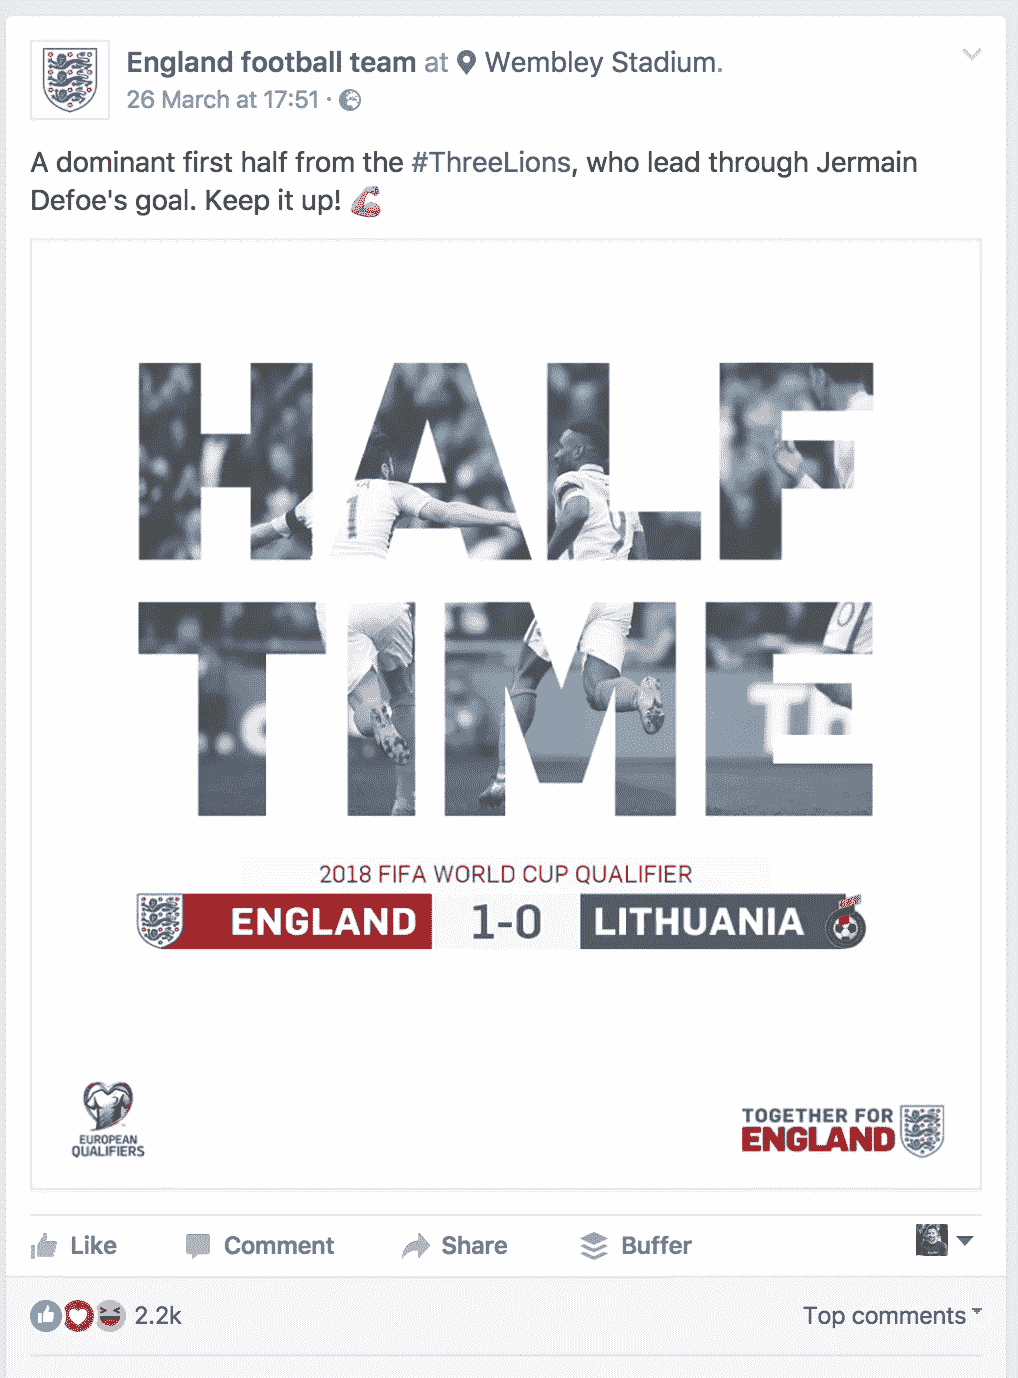 England football team at Wembley Stadium.
26 March at 17:51 ·
A dominant first half from the #ThreeLions, who lead through Jermain
Defoe's goal. Keep it up!
HALF
TIME
2018 FIFA WORLD CUP QUALIFIER
ENGLAND 1-0 LITHUANIA
EUROPEAN
QUALIFIERS
TOGETHER FOR
ENGLAND
Like Comment Share Buffer
2.2k Top comments